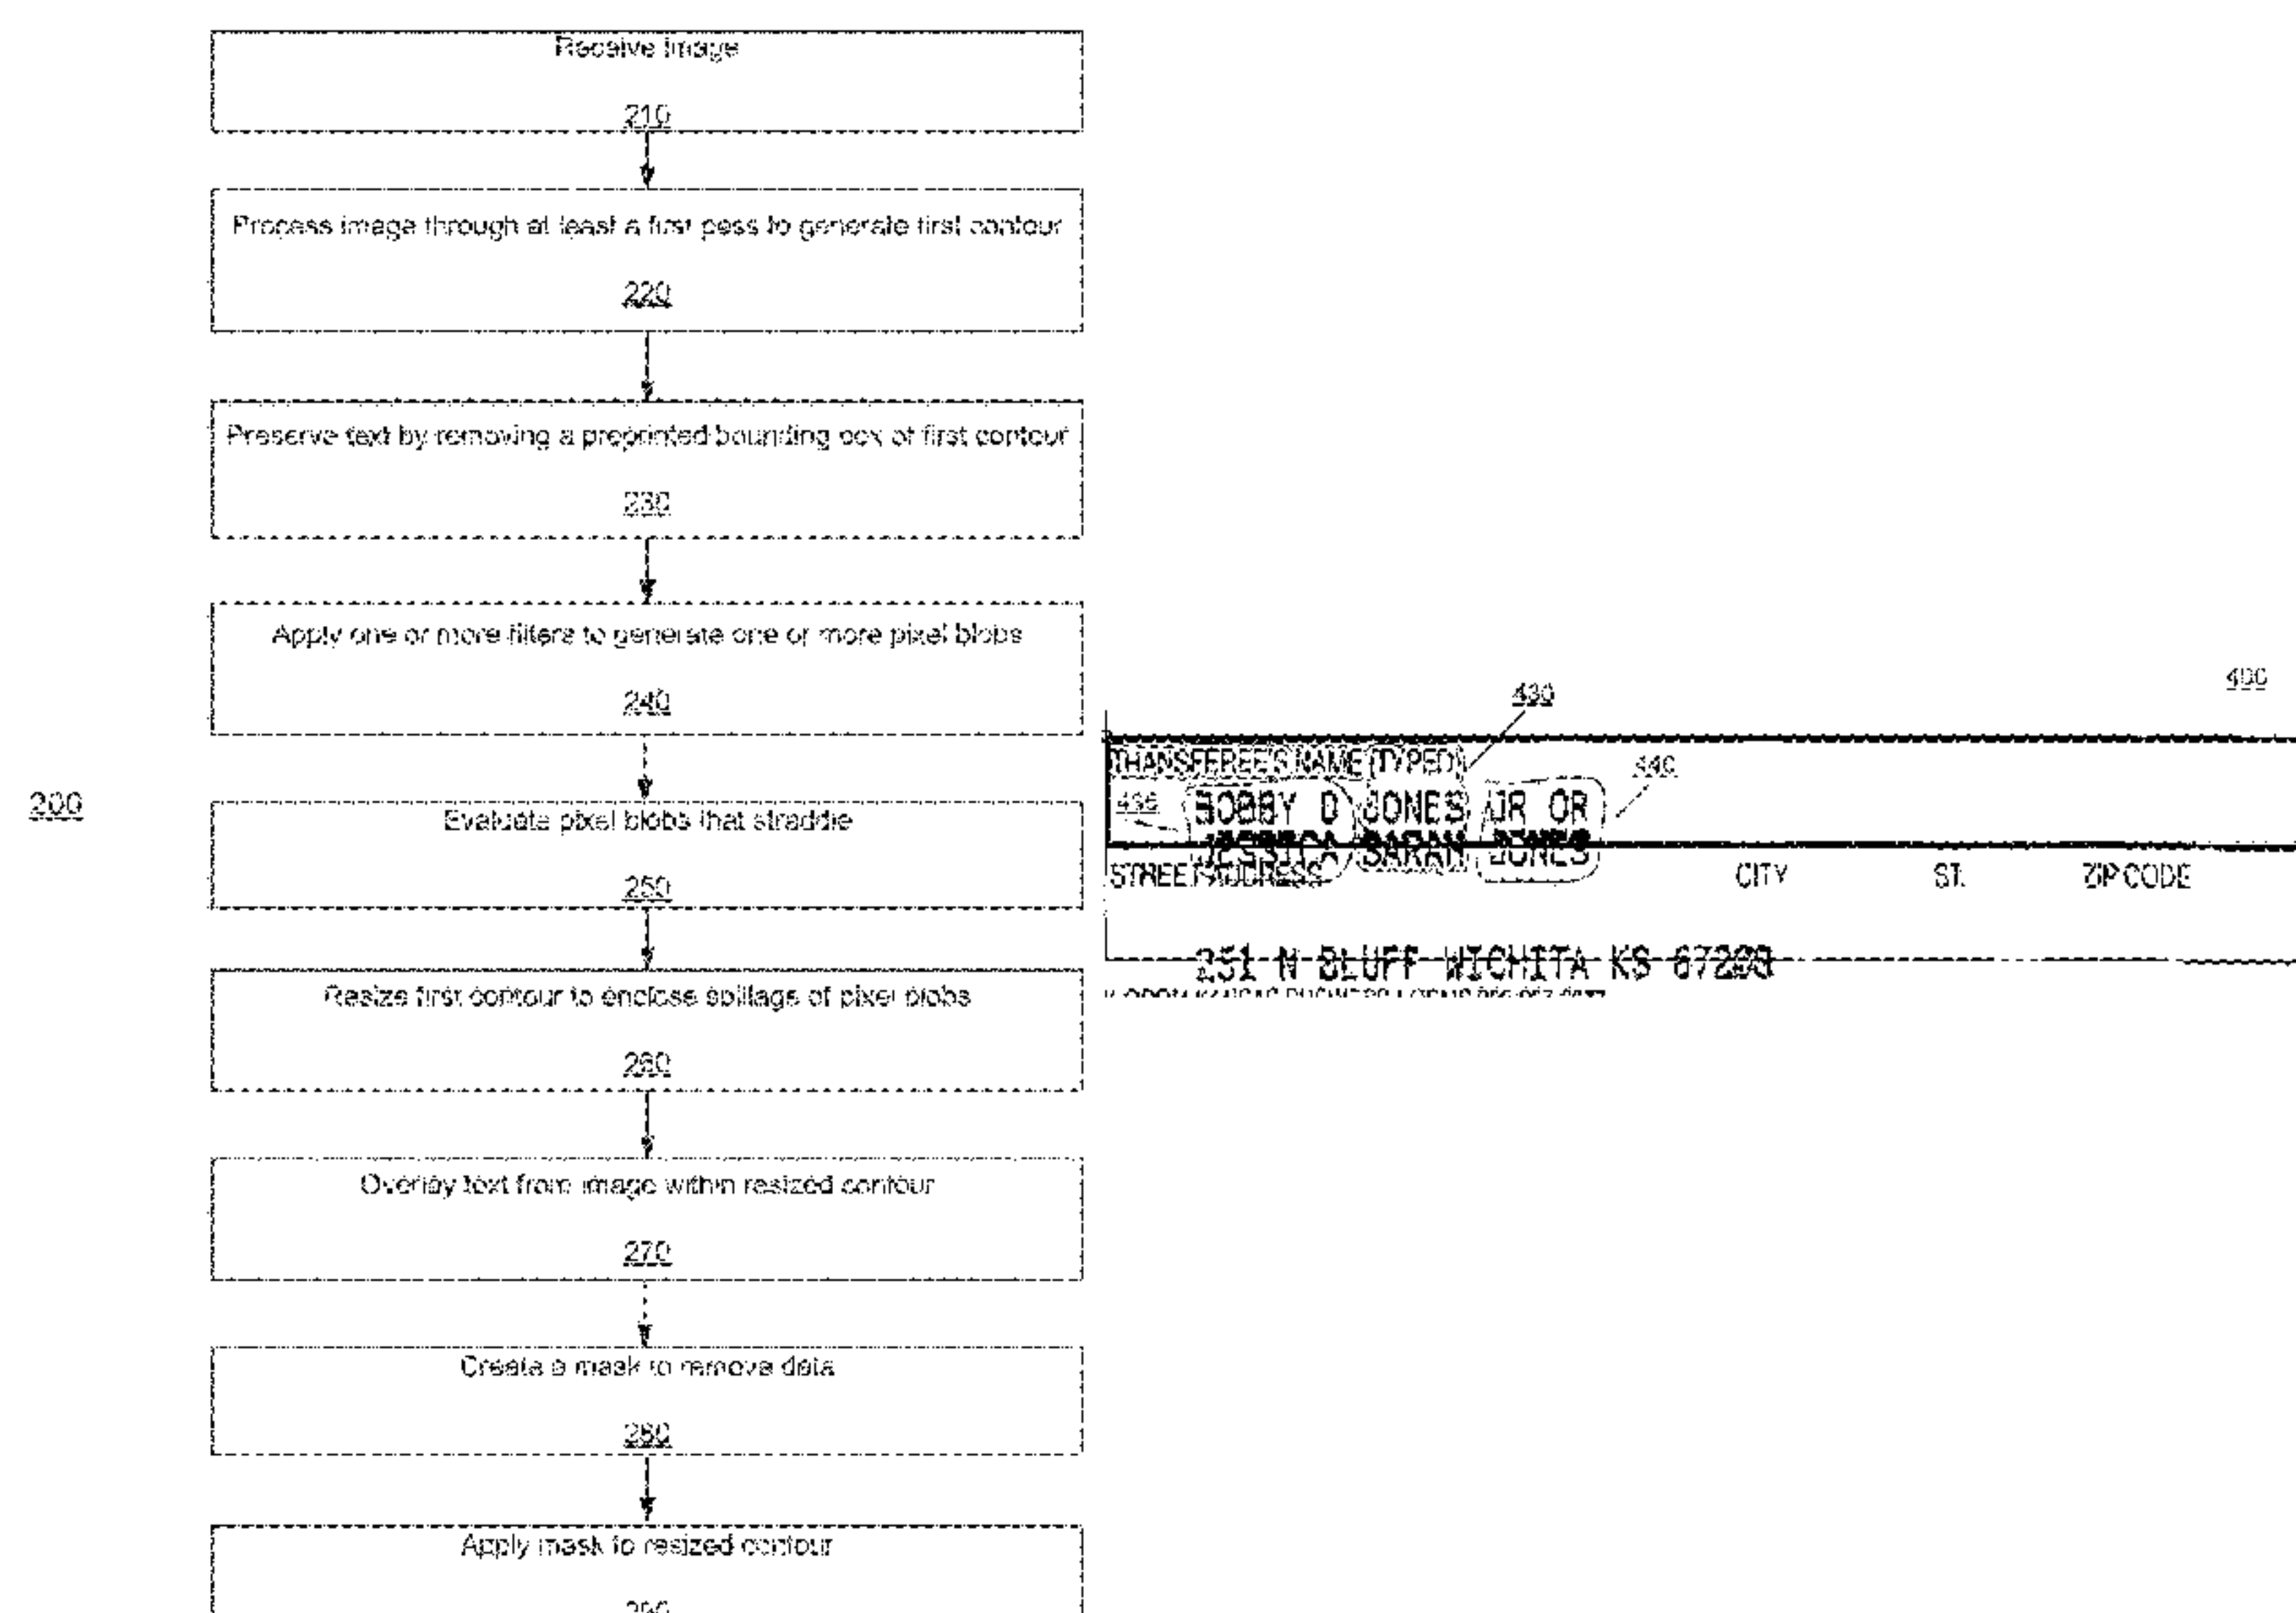 Receive image
210
Process image through at least a first pass to generate first contour
220
Preserve text by removing a preprinted bounding box of first contour
230
Apply one or more filters to generate one or more pixel blobs
240
200
Evaluate pixel blobs that straddle
250
Resize first contour to enclose spillage of pixel blobs
260
Overlay text from image within resized contour
270
Create a mask to remove data
280
Apply mask to resized contour
290
400
430
TRANSFEREE'S NAME (TYPED)
440
435
BOBBY D JONES JR OR
JESSICA SARAH JONES
STREET ADDRESS CITY ST. ZIP CODE
251 N BLUFF WICHITA KS